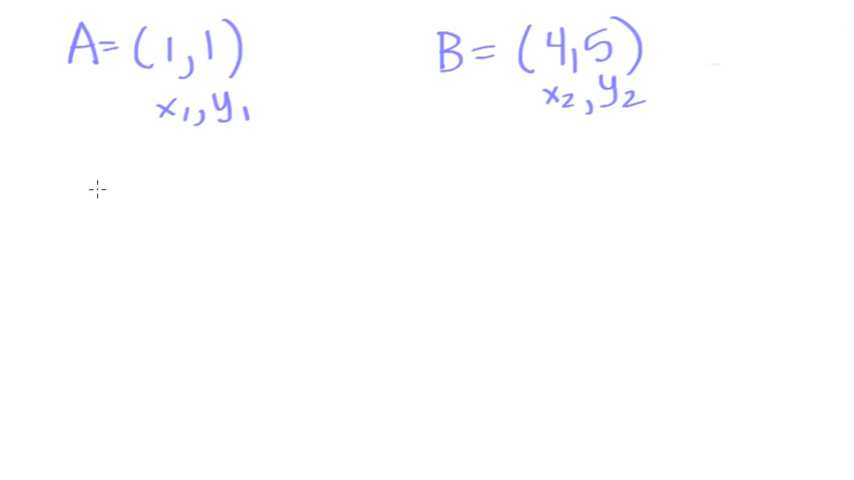 A= (1,1) B= (4,5)
x₁,y₁ x₂,y₂